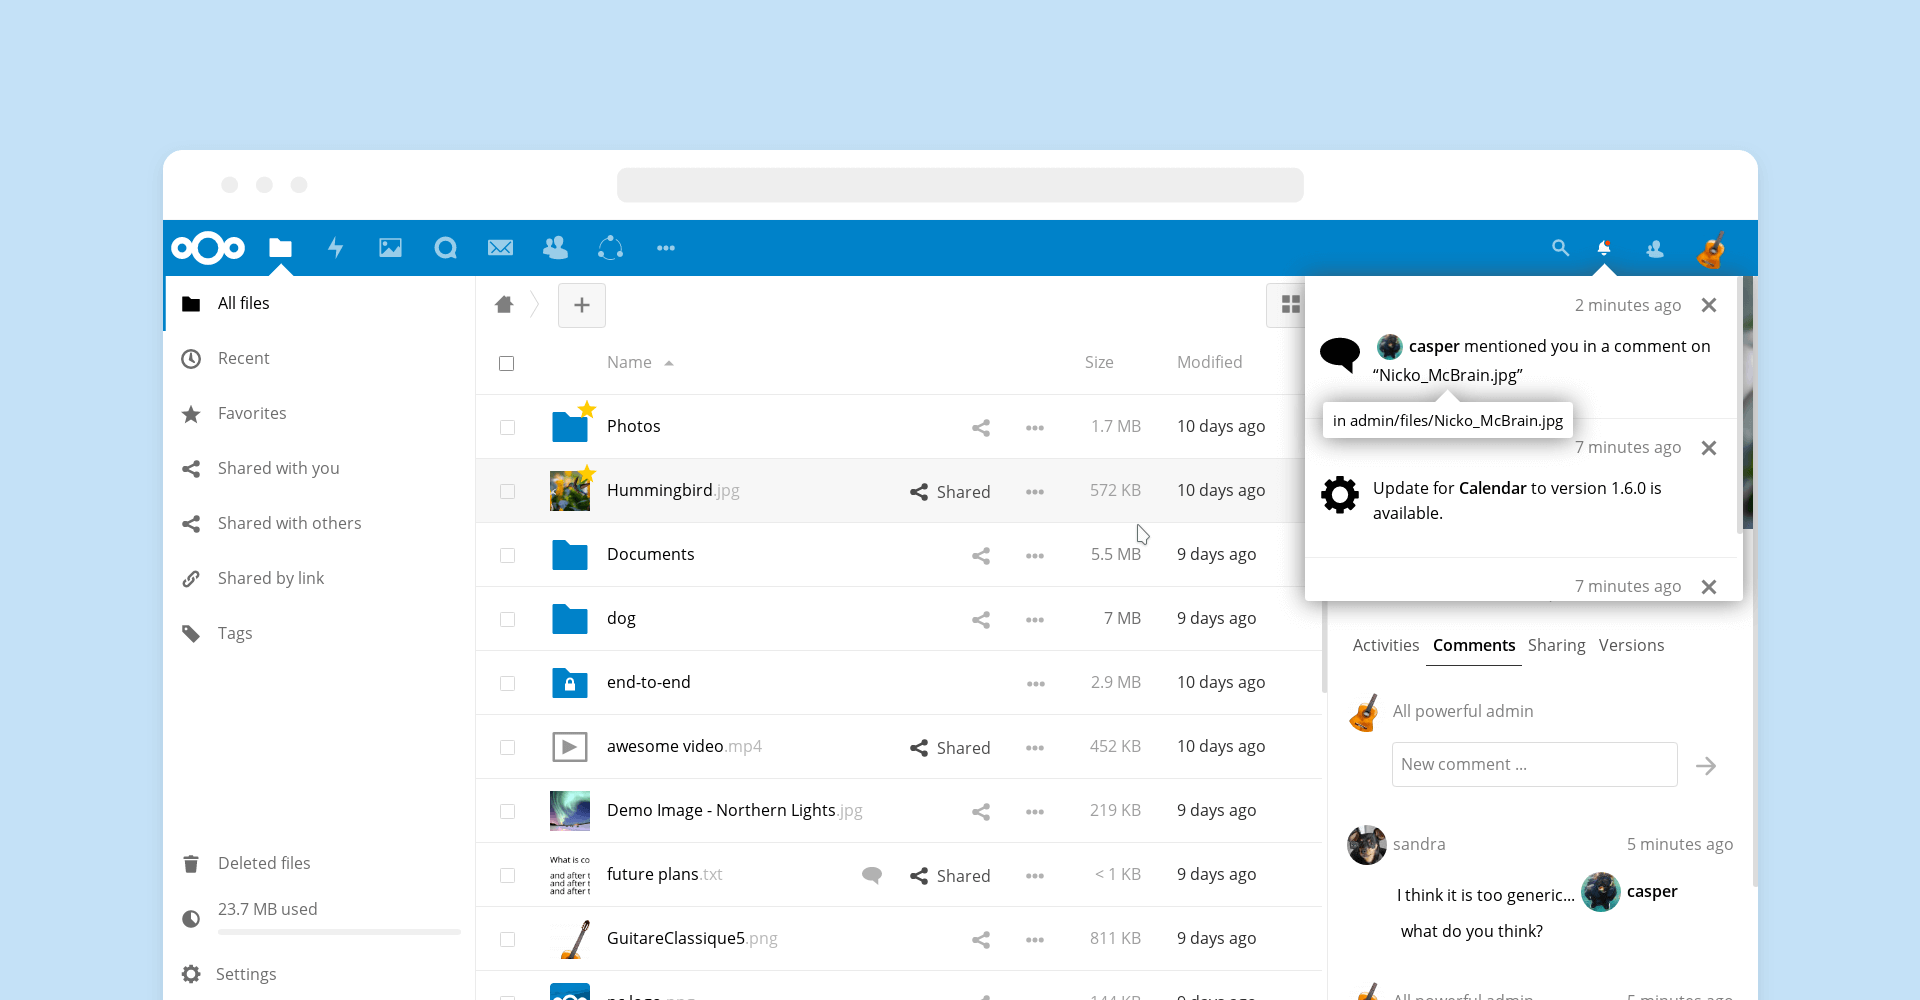 All files
Recent
Favorites
Shared with you
Shared with others
Shared by link
Tags
Deleted files
23.7 MB used
Settings
Name Size Modified
Photos 1.7 MB 10 days ago
Hummingbird.jpg Shared 572 KB 10 days ago
Documents 5.5 MB 9 days ago
dog 7 MB 9 days ago
end-to-end 2.9 MB 10 days ago
awesome video.mp4 Shared 452 KB 10 days ago
Demo Image - Northern Lights.jpg 219 KB 9 days ago
What is co
and after t
and after t
and after t
future plans.txt Shared < 1 KB 9 days ago
GuitareClassique5.png 811 KB 9 days ago
2 minutes ago
casper mentioned you in a comment on
“Nicko_McBrain.jpg”
in admin/files/Nicko_McBrain.jpg
7 minutes ago
Update for Calendar to version 1.6.0 is
available.
7 minutes ago
Activities Comments Sharing Versions
All powerful admin
New comment ...
sandra 5 minutes ago
I think it is too generic... casper
what do you think?
All powerful admin 5 minutes ago